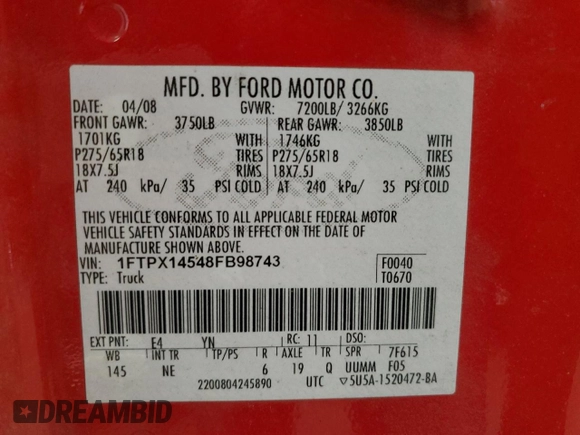 MFD. BY FORD MOTOR CO.
DATE: 04/08 GVWR: 7200LB/ 3266KG
FRONT GAWR: 3750LB REAR GAWR: 3850LB
1701KG WITH 1746KG WITH
P275/65R18 TIRES P275/65R18 TIRES
18X7.5J RIMS 18X7.5J RIMS
AT 240 kPa/ 35 PSI COLD AT 240 kPa/ 35 PSI COLD
THIS VEHICLE CONFORMS TO ALL APPLICABLE FEDERAL MOTOR
VEHICLE SAFETY STANDARDS IN EFFECT ON THE DATE OF
MANUFACTURE SHOWN ABOVE.
VIN: 1FTPX14548FB98743 F0040
TYPE: Truck T0670
EXT PNT: E4 YN RC: 11 DSO:
WB INT TR TP/PS R AXLE TR SPR 7F615
145 NE 6 19 Q UUMM F05
2200804245890 UTC ▽5U5A-1520472-BA
DREAMBID